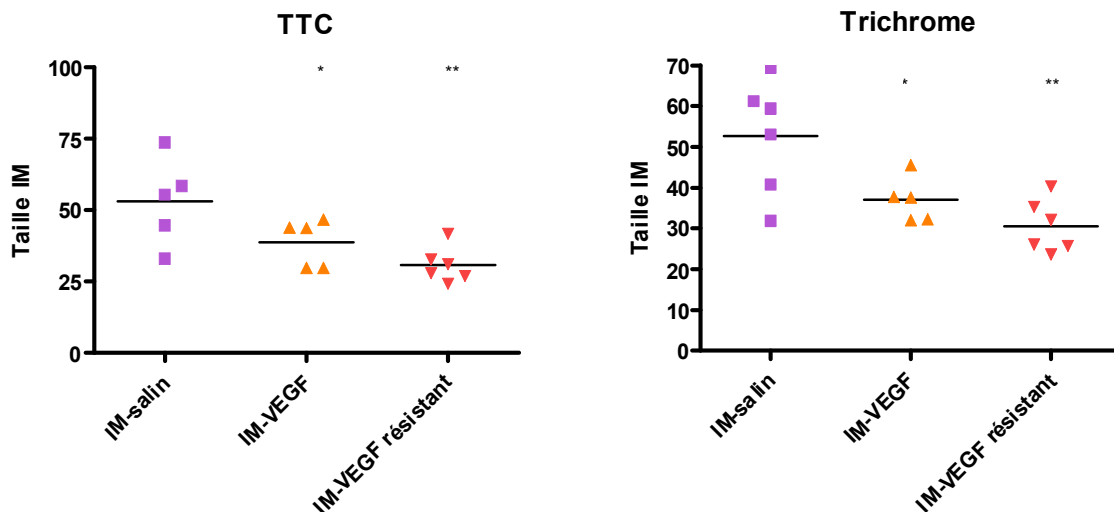 TTC
Taille IM
100
75
50
25
0
* **
IM-salin
IM-VEGF
IM-VEGF résistant
Trichrome
Taille IM
70
60
50
40
30
20
10
0
* **
IM-salin
IM-VEGF
IM-VEGF résistant